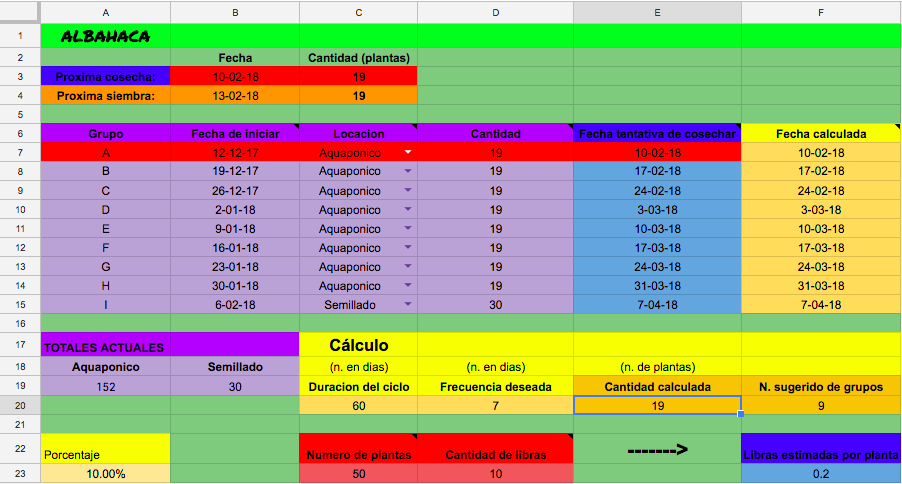 A B C D E F
1 ALBAHACA
2 Fecha Cantidad (plantas)
3 Proxima cosecha: 10-02-18 19
4 Proxima siembra: 13-02-18 19
5
6 Grupo Fecha de iniciar Locacion Cantidad Fecha tentativa de cosechar Fecha calculada
7 A 12-12-17 Aquaponico 19 10-02-18 10-02-18
8 B 19-12-17 Aquaponico 19 17-02-18 17-02-18
9 C 26-12-17 Aquaponico 19 24-02-18 24-02-18
10 D 2-01-18 Aquaponico 19 3-03-18 3-03-18
11 E 9-01-18 Aquaponico 19 10-03-18 10-03-18
12 F 16-01-18 Aquaponico 19 17-03-18 17-03-18
13 G 23-01-18 Aquaponico 19 24-03-18 24-03-18
14 H 30-01-18 Aquaponico 19 31-03-18 31-03-18
15 I 6-02-18 Semillado 30 7-04-18 7-04-18
16
17 TOTALES ACTUALES Cálculo
18 Aquaponico Semillado (n. en dias) (n. en dias) (n. de plantas)
19 152 30 Duracion del ciclo Frecuencia deseada Cantidad calculada N. sugerido de grupos
20 60 7 19 9
21
22 Porcentaje Numero de plantas Cantidad de libras -------> Libras estimadas por planta
23 10.00% 50 10 0.2